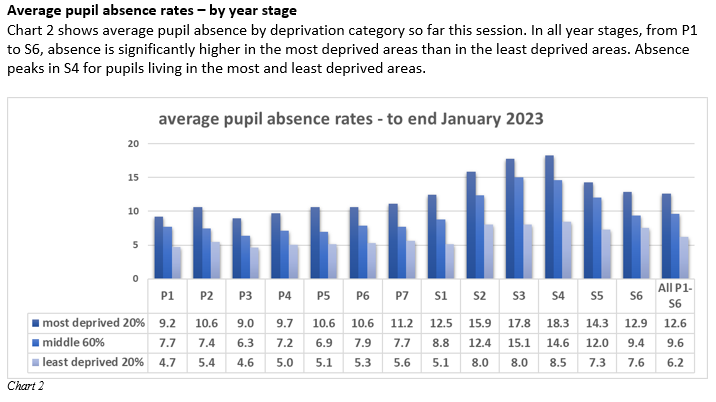 Average pupil absence rates – by year stage
Chart 2 shows average pupil absence by deprivation category so far this session. In all year stages, from P1
to S6, absence is significantly higher in the most deprived areas than in the least deprived areas. Absence
peaks in S4 for pupils living in the most and least deprived areas.
average pupil absence rates - to end January 2023
20
15
10
5
0
P1 P2 P3 P4 P5 P6 P7 S1 S2 S3 S4 S5 S6 All P1-
S6
most deprived 20% 9.2 10.6 9.0 9.7 10.6 10.6 11.2 12.5 15.9 17.8 18.3 14.3 12.9 12.6
middle 60% 7.7 7.4 6.3 7.2 6.9 7.9 7.7 8.8 12.4 15.1 14.6 12.0 9.4 9.6
least deprived 20% 4.7 5.4 4.6 5.0 5.1 5.3 5.6 5.1 8.0 8.0 8.5 7.3 7.6 6.2
Chart 2